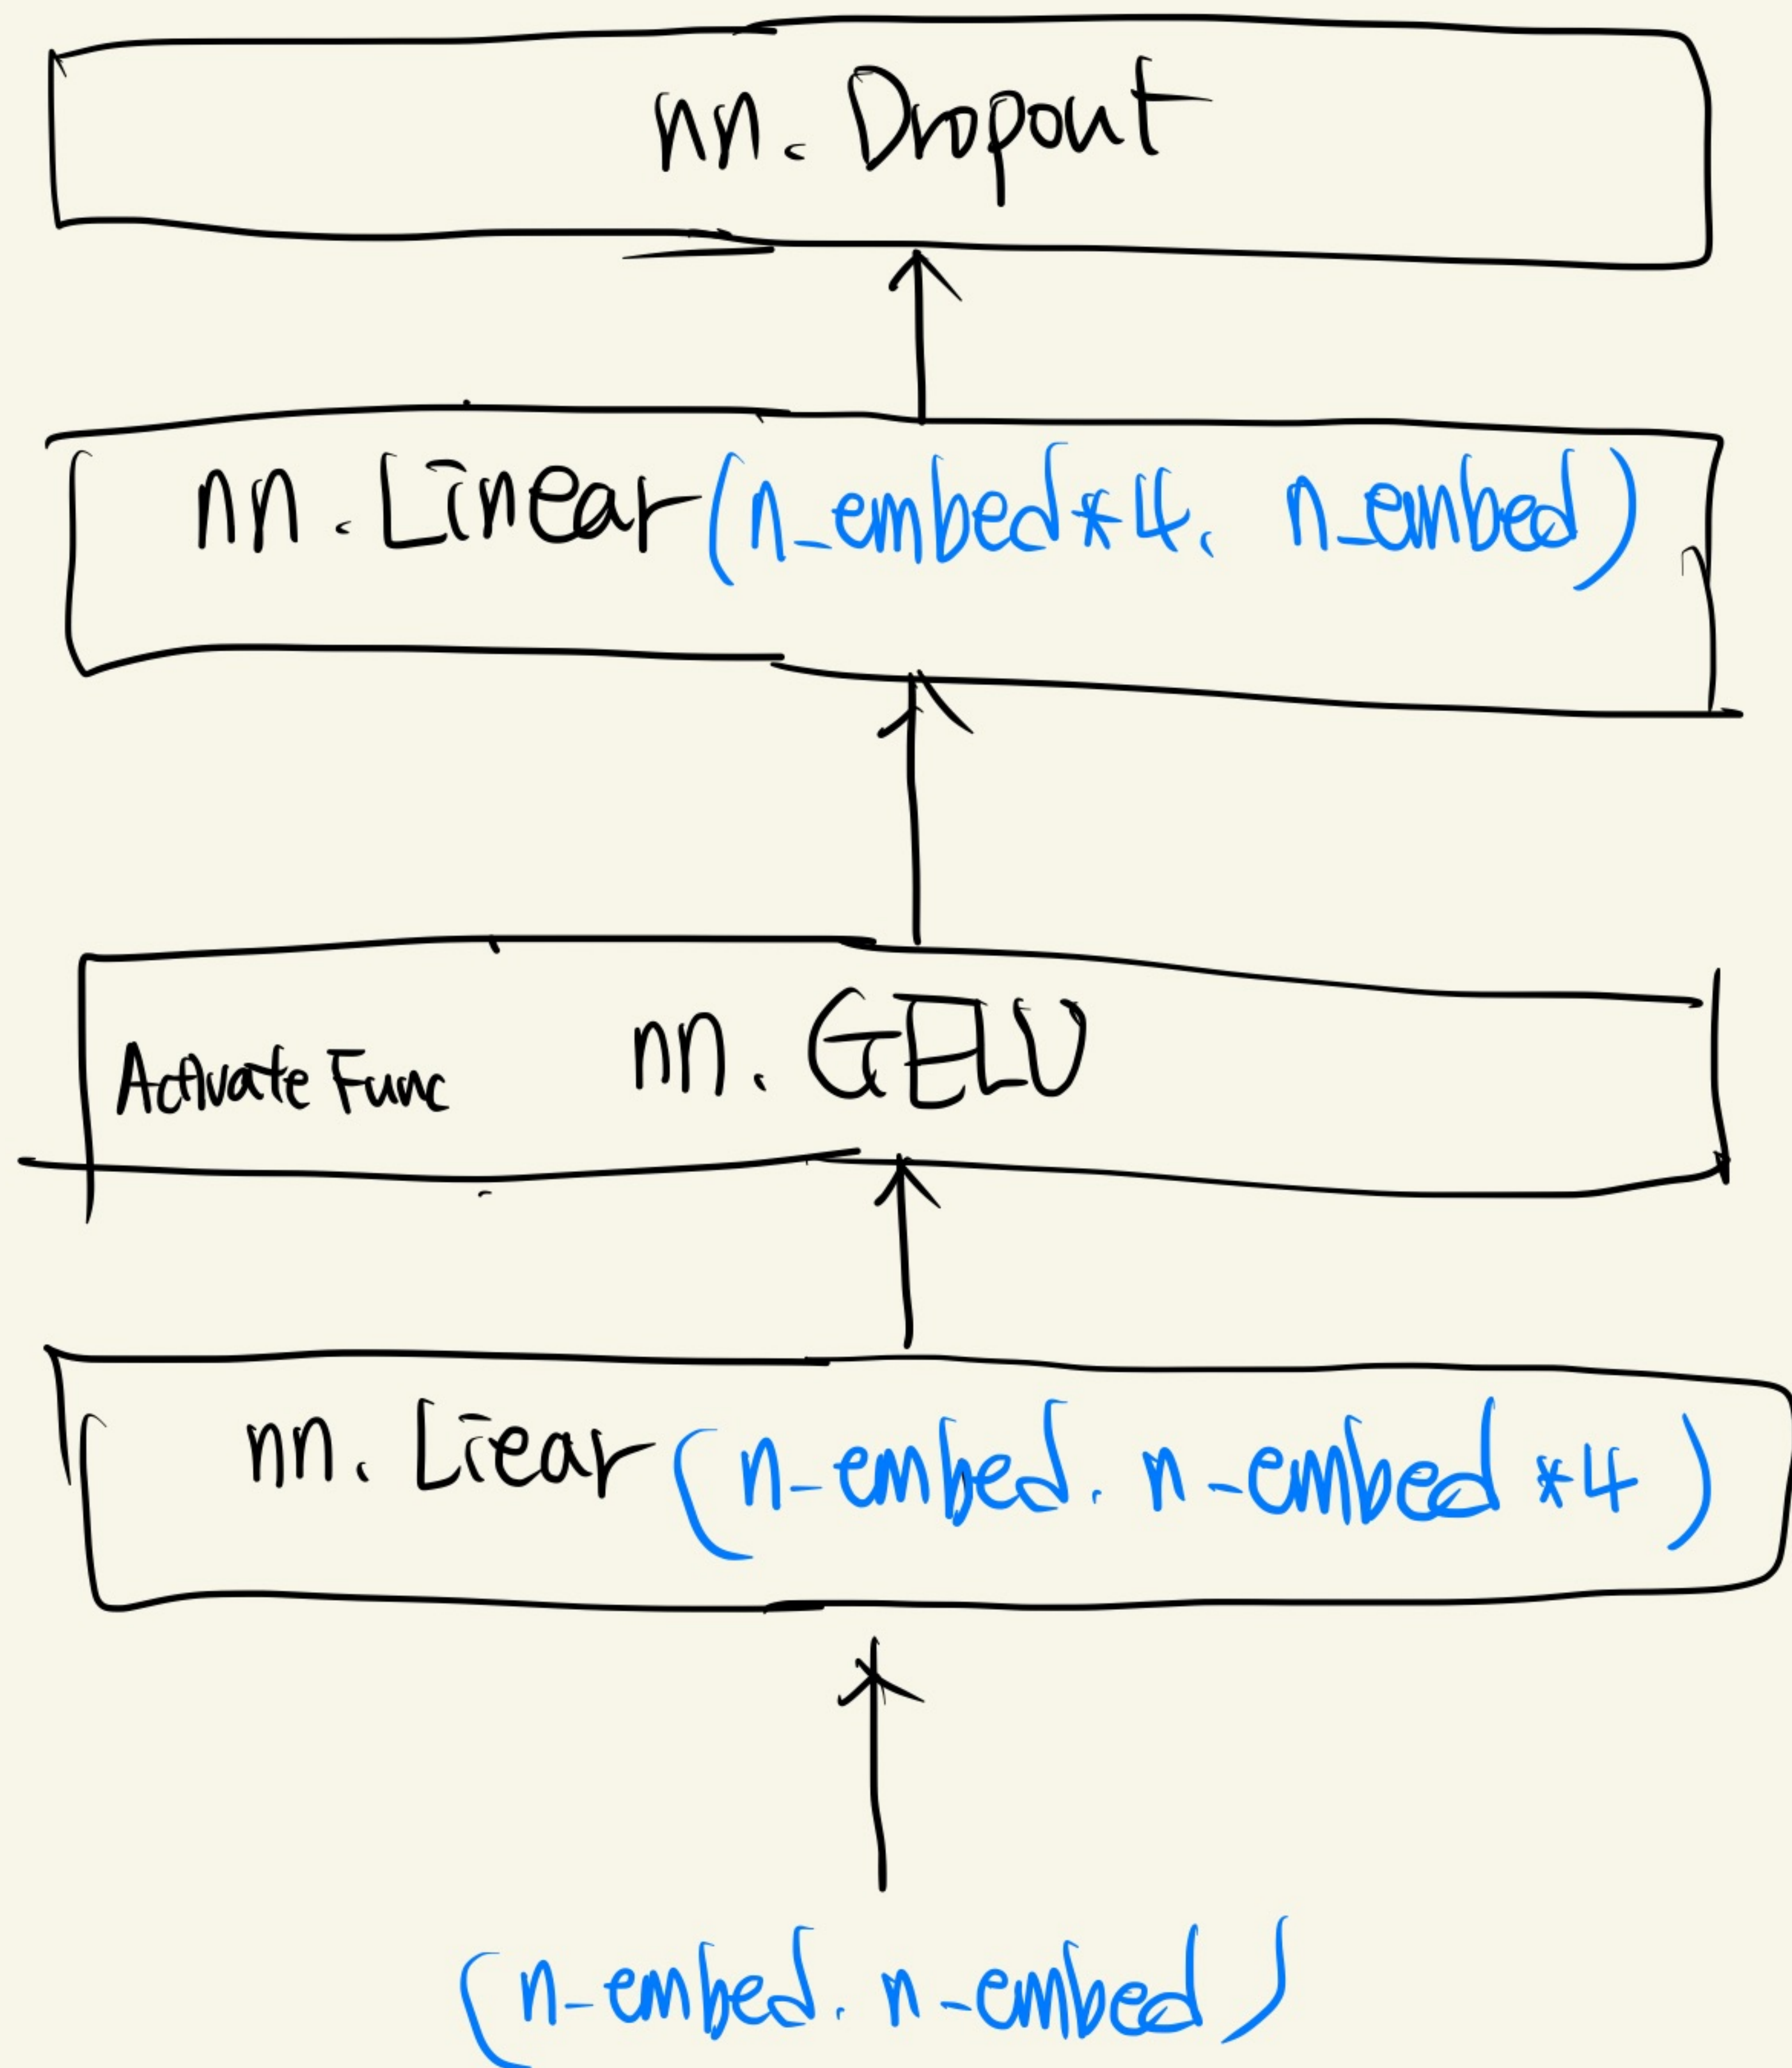 nn. Dropout
nn. Linear (n_embed*4, n_embed)
Activate Func nn. GELU
nn. Liear (n-embed. n-embed *4)
(n-embed. n-embed)